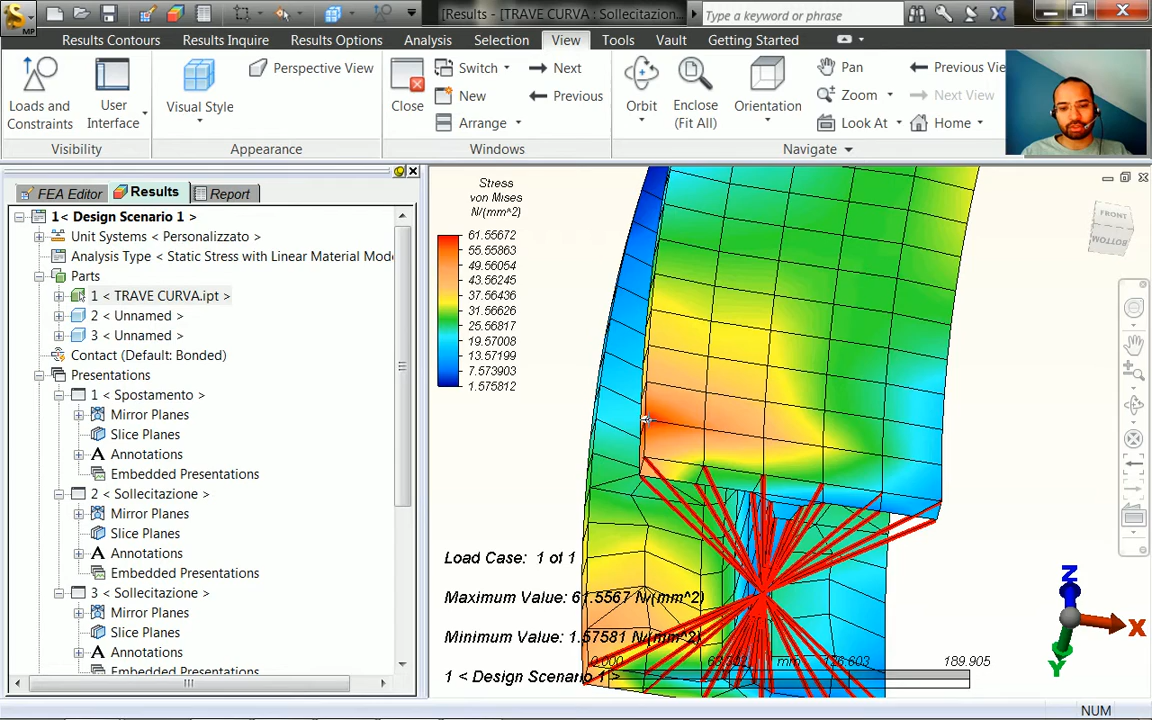 MP
[Results - [TRAVE CURVA : Sollecitazion...
Type a keyword or phrase
Results Contours
Results Inquire
Results Options
Analysis
Selection
View
Tools
Vault
Getting Started
Loads and
Constraints
User
Interface
Visibility
Visual Style
Perspective View
Appearance
Close
Switch
New
Arrange
Next
Previous
Windows
Orbit
Enclose
(Fit All)
Orientation
Pan
Zoom
Look At
Previous Vie
Next View
Home
Navigate
FEA Editor
Results
Report
1< Design Scenario 1 >
Unit Systems < Personalizzato >
Analysis Type < Static Stress with Linear Material Mode
Parts
1 < TRAVE CURVA.ipt >
2 < Unnamed >
3 < Unnamed >
Contact (Default: Bonded)
Presentations
1 < Spostamento >
Mirror Planes
Slice Planes
Annotations
Embedded Presentations
2 < Sollecitazione >
Mirror Planes
Slice Planes
Annotations
Embedded Presentations
3 < Sollecitazione >
Mirror Planes
Slice Planes
Annotations
Embedded Presentations
Stress
von Mises
N/(mm^2)
61.55672
55.55863
49.56054
43.56245
37.56436
31.56626
25.56817
19.57008
13.57199
7.573903
1.575812
FRONT
BOTTOM
Load Case: 1 of 1
Maximum Value: 61.5567 N/(mm^2)
Minimum Value: 1.57581 N/(mm^2)
0.000
mm
126.603
189.905
1 < Design Scenario 1 >
Z
X
Y
NUM